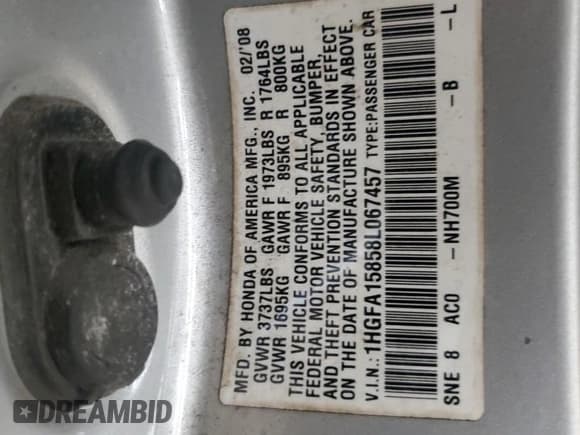 MFD. BY HONDA OF AMERICA MFG., INC. 02/'08
GVWR 3737LBS GAWR F 1973LBS R 1764LBS
GVWR 1695KG GAWR F 895KG R 800KG
THIS VEHICLE CONFORMS TO ALL APPLICABLE
FEDERAL MOTOR VEHICLE SAFETY, BUMPER,
AND THEFT PREVENTION STANDARDS IN EFFECT
ON THE DATE OF MANUFACTURE SHOWN ABOVE.
V.I.N.: 1HGFA15858L067457 TYPE:PASSENGER CAR
SNE 8 AC0 – NH700M – B – L
DREAMBID